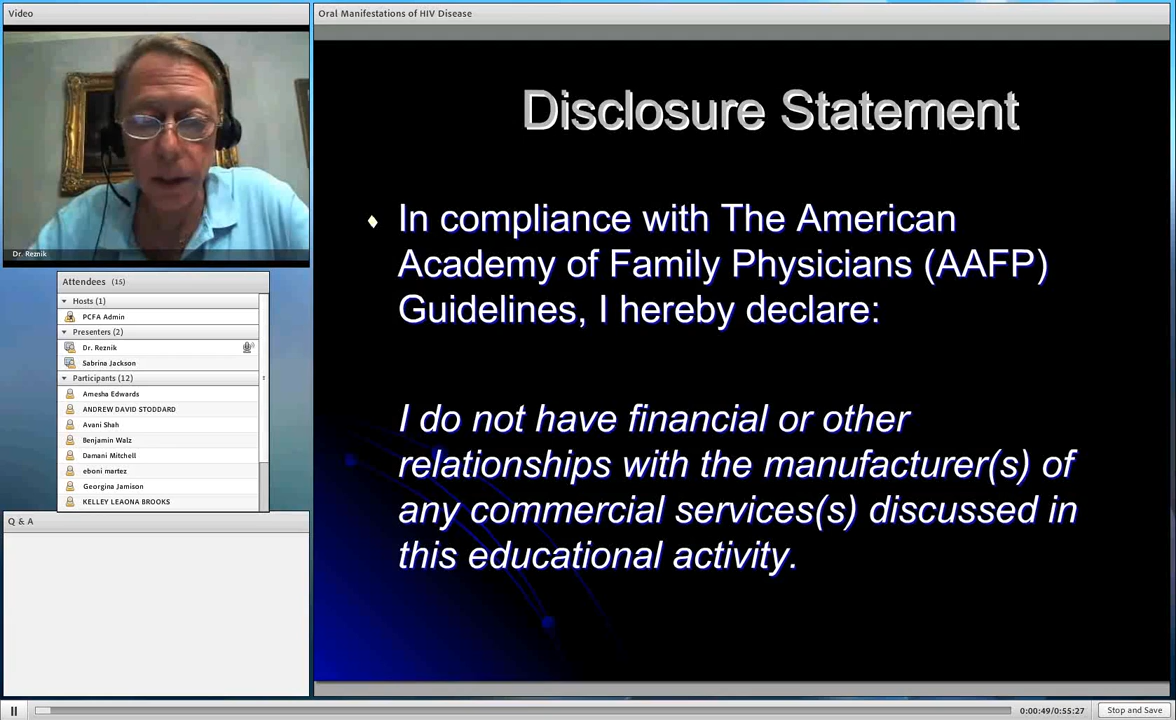 Video
Dr. Reznik
Attendees (15)
Hosts (1)
PCFA Admin
Presenters (2)
Dr. Reznik
Sabrina Jackson
Participants (12)
Amesha Edwards
ANDREW DAVID STODDARD
Avani Shah
Benjamin Walz
Damani Mitchell
eboni martez
Georgina Jamison
KELLEY LEAONA BROOKS
Q & A
Oral Manifestations of HIV Disease
Disclosure Statement
In compliance with The American
Academy of Family Physicians (AAFP)
Guidelines, I hereby declare:
I do not have financial or other
relationships with the manufacturer(s) of
any commercial services(s) discussed in
this educational activity.
0:00:49/0:55:27
Stop and Save